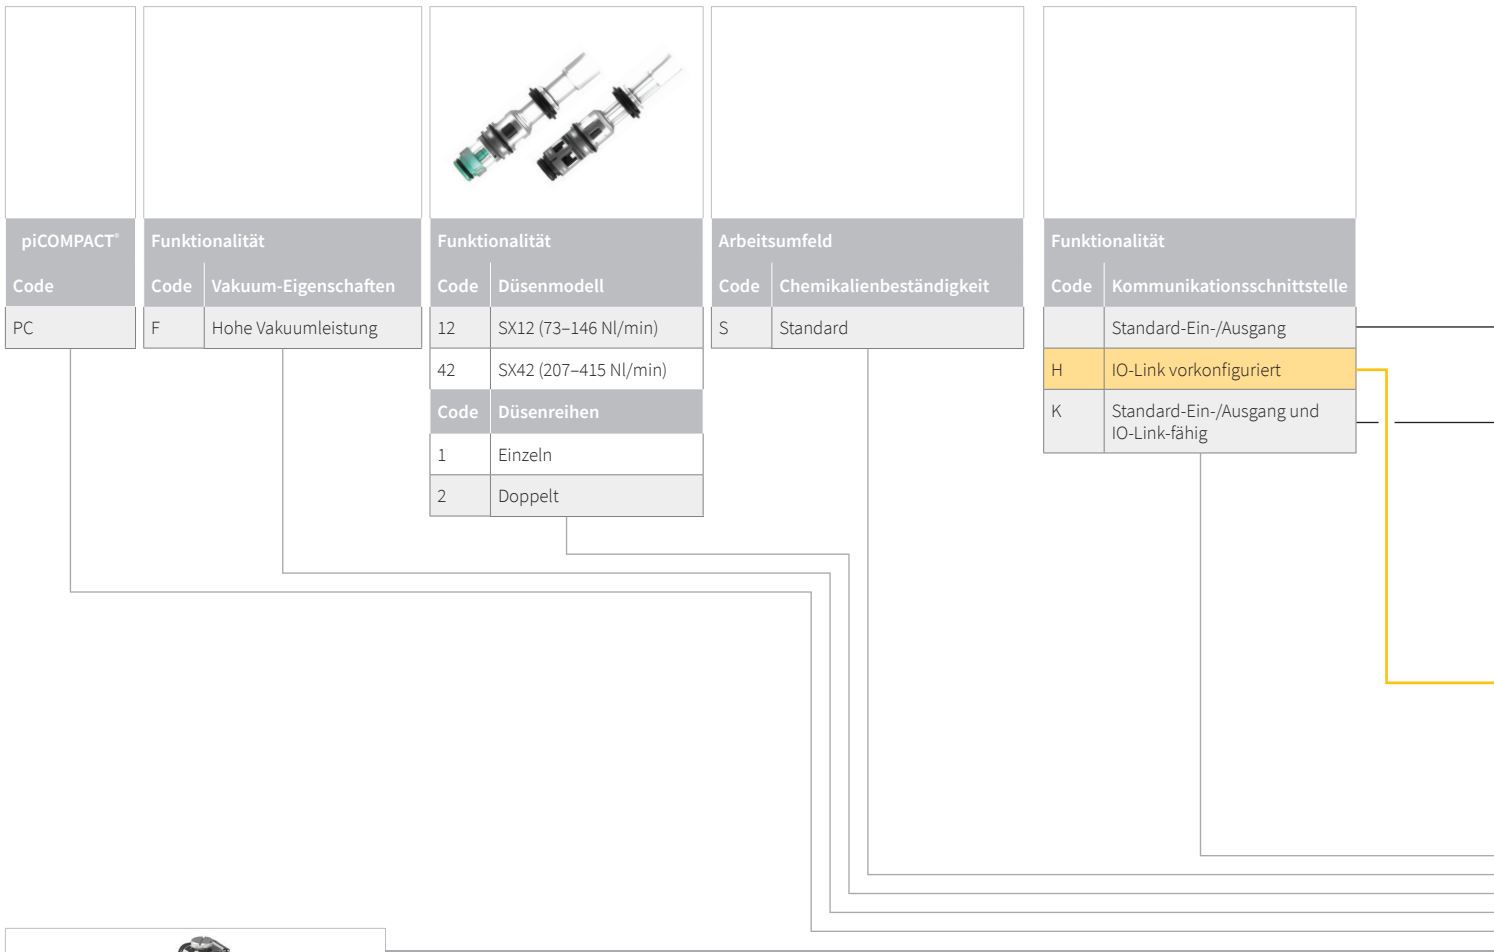 piCOMPACT®
Code
PC
Funktionalität
Code Vakuum-Eigenschaften
F Hohe Vakuumleistung
Funktionalität
Code Düsenmodell
12 SX12 (73–146 Nl/min)
42 SX42 (207–415 Nl/min)
Code Düsenreihen
1 Einzeln
2 Doppelt
Arbeitsumfeld
Code Chemikalienbeständigkeit
S Standard
Funktionalität
Code Kommunikationsschnittstelle
Standard-Ein-/Ausgang
H IO-Link vorkonfiguriert
K Standard-Ein-/Ausgang und
IO-Link-fähig